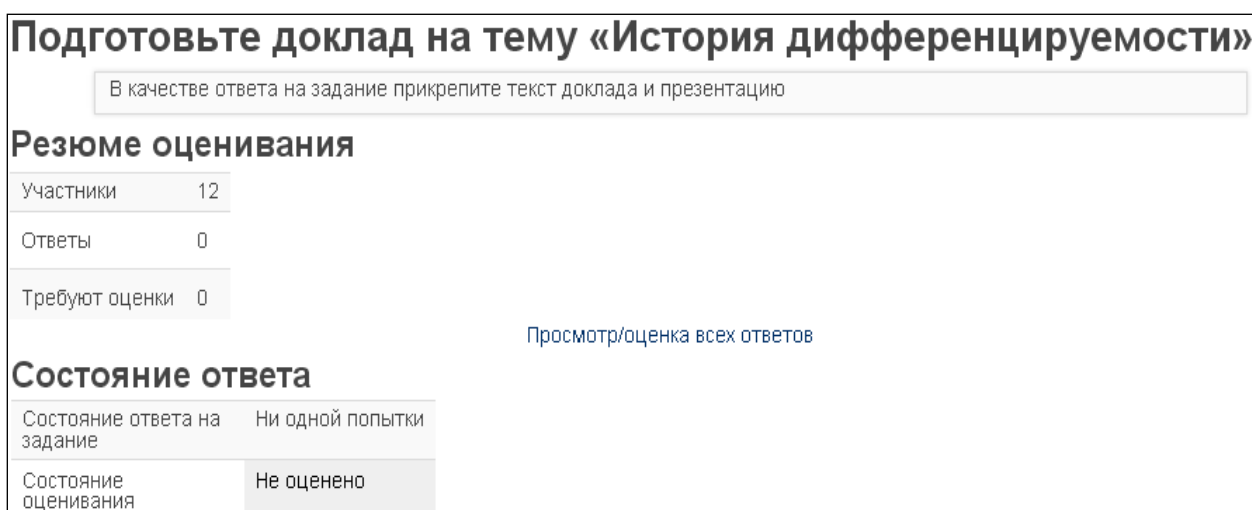 Подготовьте доклад на тему «История дифференцируемости»
В качестве ответа на задание прикрепите текст доклада и презентацию
Резюме оценивания
Участники 12
Ответы 0
Требуют оценки 0
Просмотр/оценка всех ответов
Состояние ответа
Состояние ответа на Ни одной попытки
задание
Состояние Не оценено
оценивания